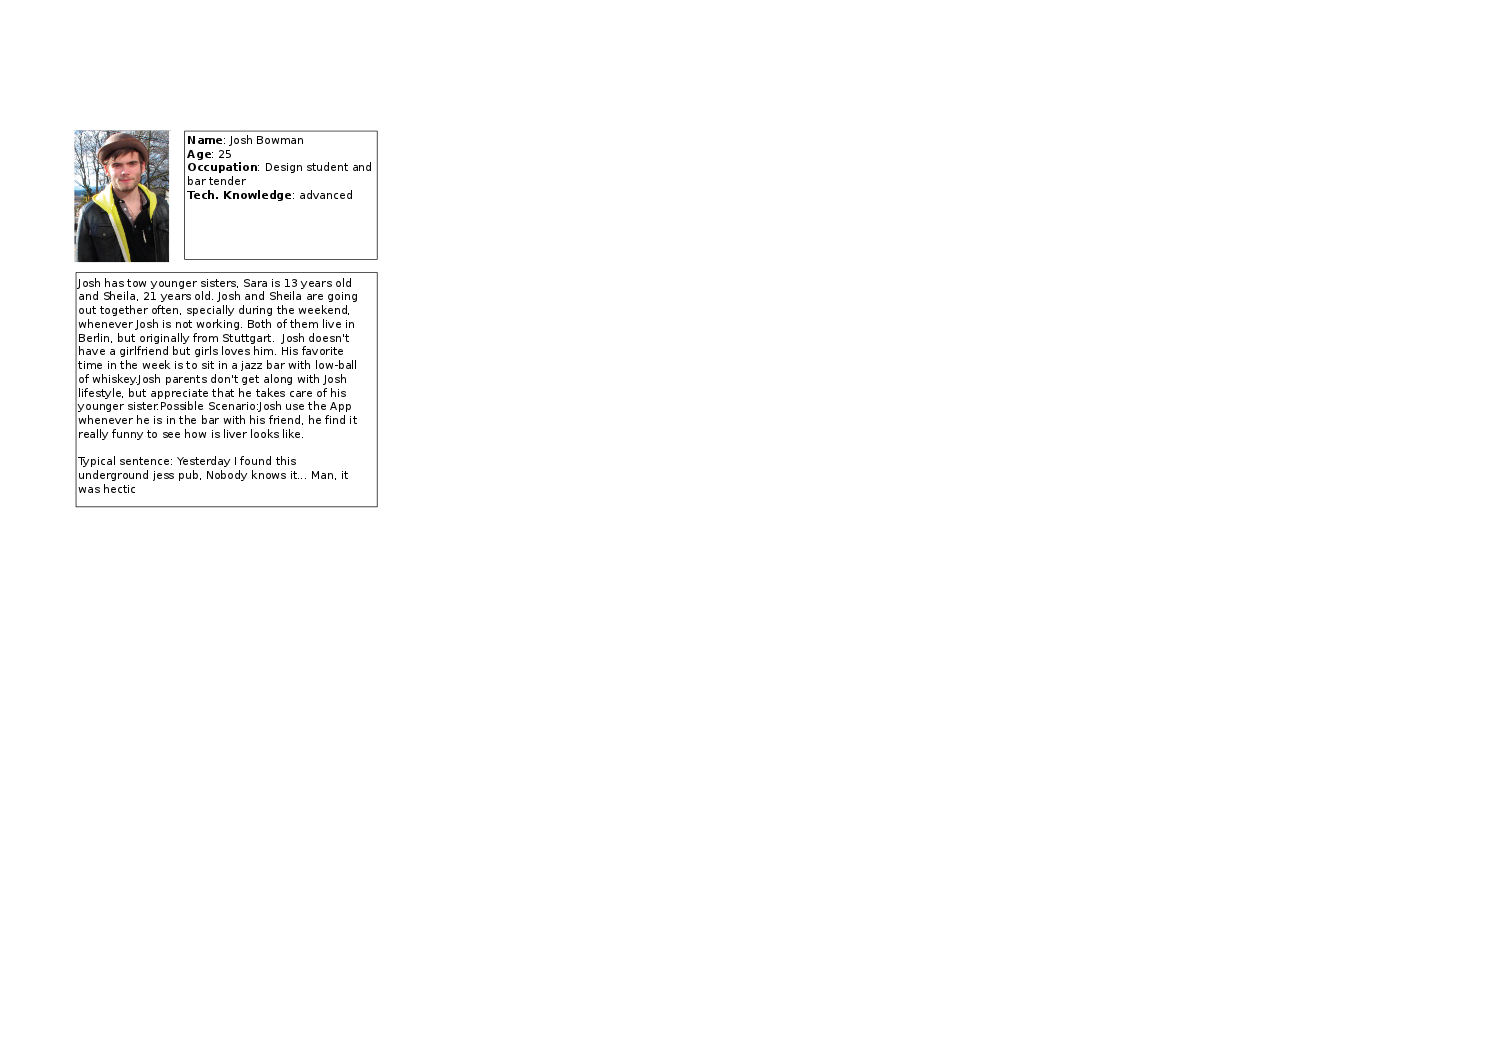 Name: Josh Bowman
Age: 25
Occupation: Design student and
bar tender
Tech. Knowledge: advanced
Josh has tow younger sisters, Sara is 13 years old
and Sheila, 21 years old. Josh and Sheila are going
out together often, specially during the weekend,
whenever Josh is not working. Both of them live in
Berlin, but originally from Stuttgart.  Josh doesn't
have a girlfriend but girls loves him. His favorite
time in the week is to sit in a jazz bar with low-ball
of whiskey.Josh parents don't get along with Josh
lifestyle, but appreciate that he takes care of his
younger sister.Possible Scenario:Josh use the App
whenever he is in the bar with his friend, he find it
really funny to see how is liver looks like.
Typical sentence: Yesterday I found this
underground jess pub, Nobody knows it... Man, it
was hectic